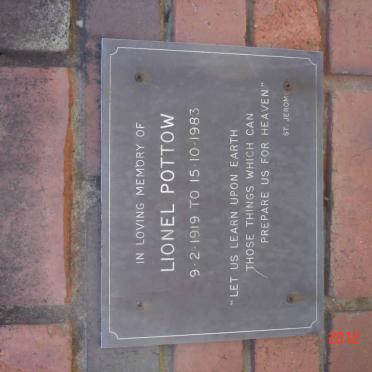 IN LOVING MEMORY OF
LIONEL POTTOW
9·2·1919 TO 15·10·1983
"LET US LEARN UPON EARTH
THOSE THINGS WHICH CAN
PREPARE US FOR HEAVEN"
ST. JEROME
2012